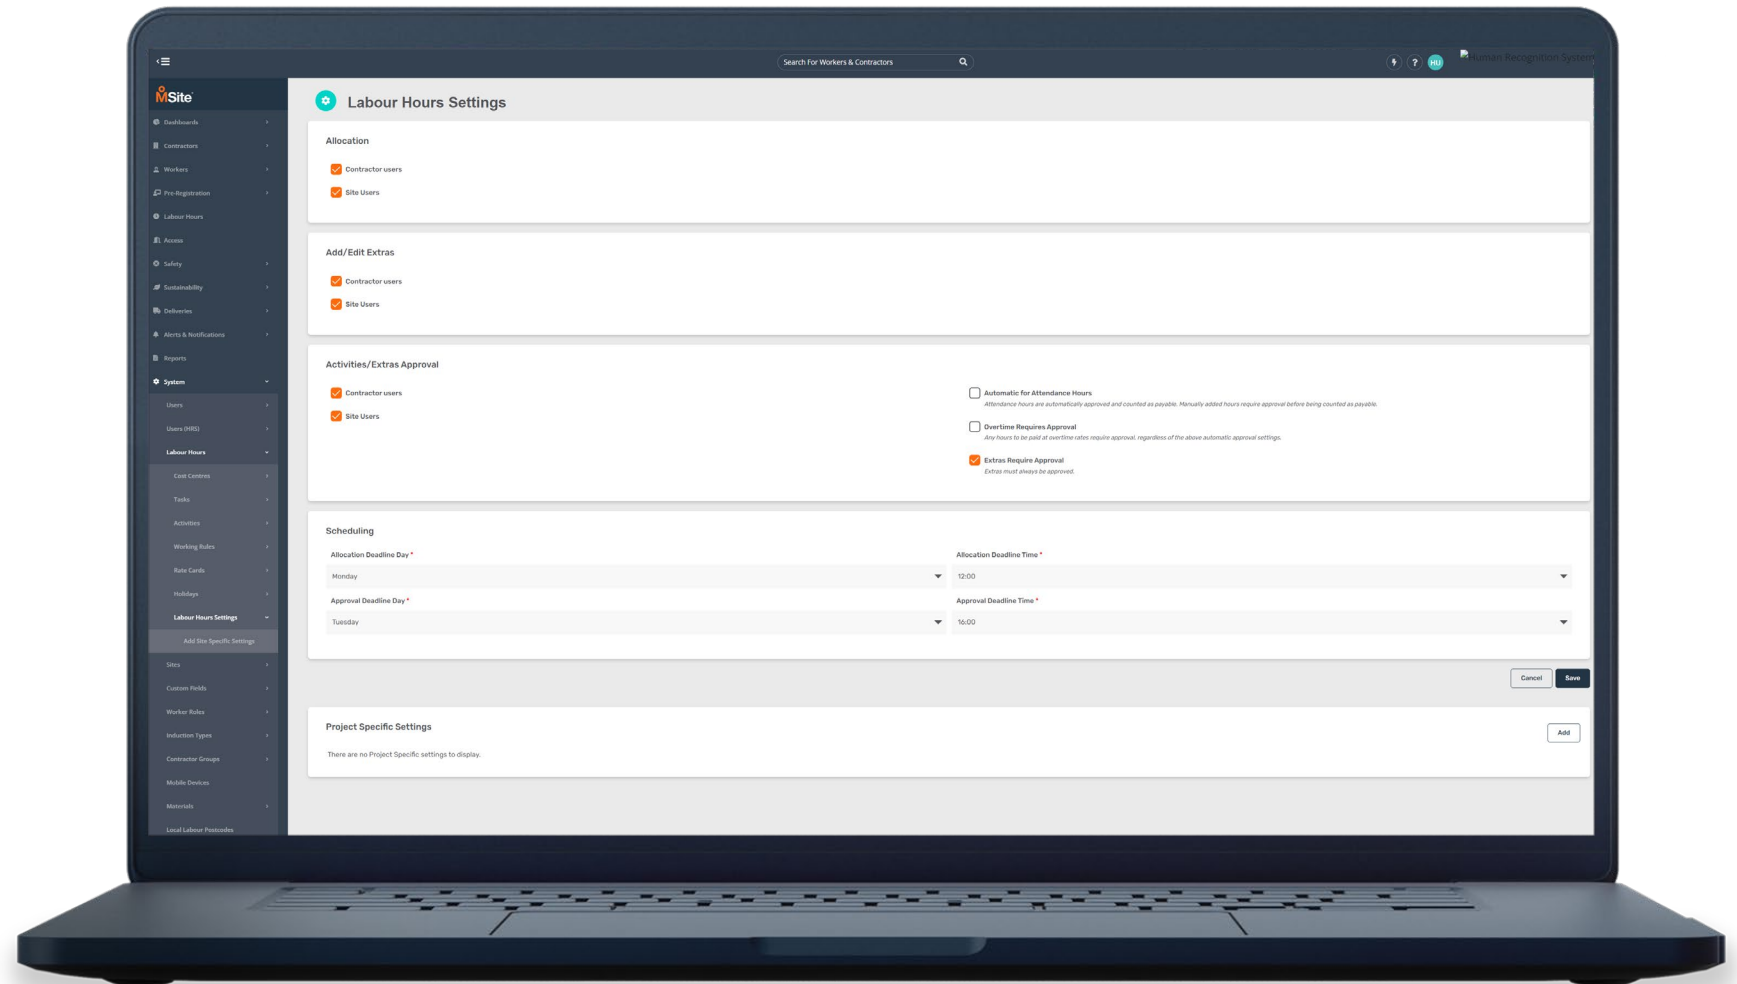 Search For Workers & Contractors
?
HU
Human Recognition System
MSite
Dashboards
Contractors
Workers
Pre-Registration
Labour Hours
Access
Safety
Sustainability
Deliveries
Alerts & Notifications
Reports
System
Users
Users (HRS)
Labour Hours
Cost Centres
Tasks
Activities
Working Rules
Rate Cards
Holidays
Labour Hours Settings
Add Site Specific Settings
Sites
Custom Fields
Worker Roles
Induction Types
Contractor Groups
Mobile Devices
Materials
Local Labour Postcodes
Labour Hours Settings
Allocation
Contractor users
Site Users
Add/Edit Extras
Contractor users
Site Users
Activities/Extras Approval
Contractor users
Site Users
Automatic for Attendance Hours
Attendance hours are automatically approved and counted as payable. Manually added hours require approval before being counted as payable.
Overtime Requires Approval
Any hours to be paid at overtime rates require approval, regardless of the above automatic approval settings.
Extras Require Approval
Extras must always be approved.
Scheduling
Allocation Deadline Day *
Allocation Deadline Time *
Monday
12:00
Approval Deadline Day *
Approval Deadline Time *
Tuesday
16:00
Cancel
Save
Project Specific Settings
Add
There are no Project Specific settings to display.